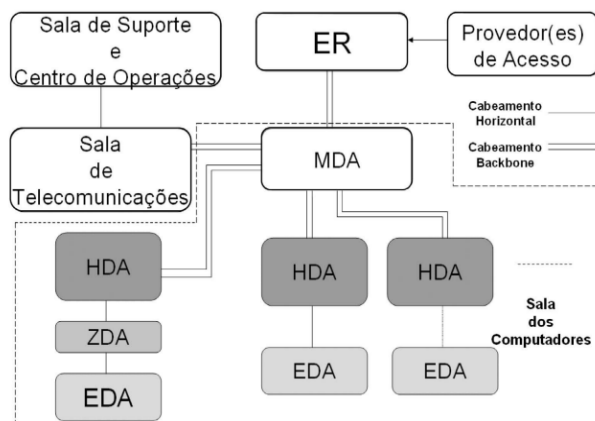 Sala de Suporte
e
Centro de Operações
ER
Provedor(es)
de Acesso
Cabeamento
Horizontal
Cabeamento
Backbone
Sala
de
Telecomunicações
MDA
HDA
HDA
HDA
ZDA
Sala
dos
Computadores
EDA
EDA
EDA